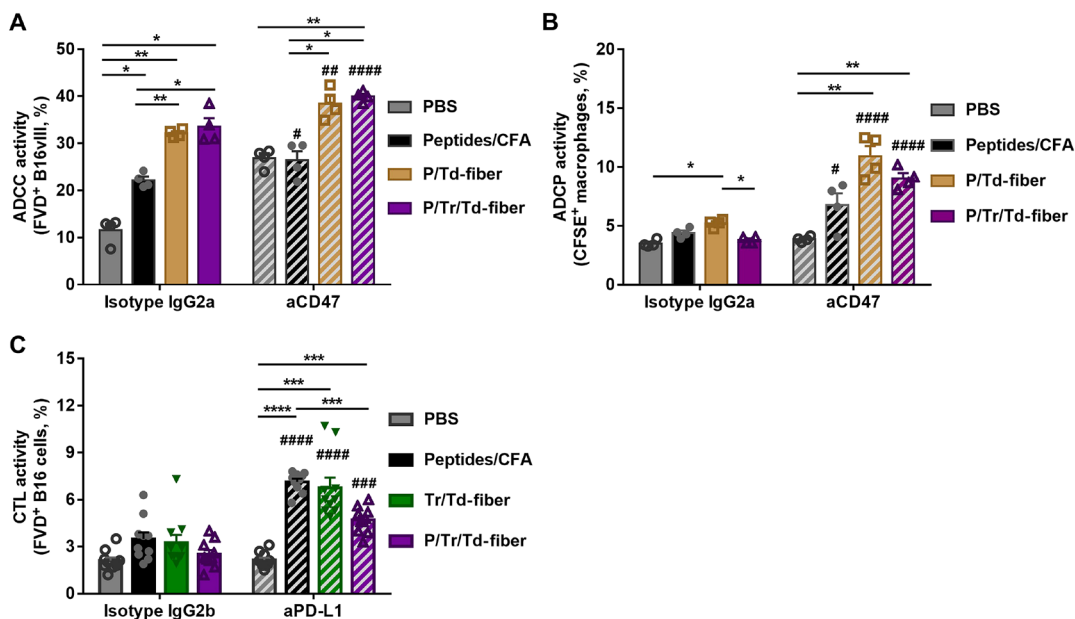 A
ADCC activity
(FVD+ B16vIII, %)
50
40
30
20
10
0
*
**
*
*
**
**
*
*
#
##
####
Isotype IgG2a
aCD47
PBS
Peptides/CFA
P/Td-fiber
P/Tr/Td-fiber
B
ADCP activity
(CFSE+ macrophages, %)
20
15
10
5
0
*
*
**
**
#
####
####
Isotype IgG2a
aCD47
PBS
Peptides/CFA
P/Td-fiber
P/Tr/Td-fiber
C
CTL activity
(FVD+ B16 cells, %)
15
12
9
6
3
0
***
***
****
***
####
####
###
Isotype IgG2b
aPD-L1
PBS
Peptides/CFA
Tr/Td-fiber
P/Tr/Td-fiber